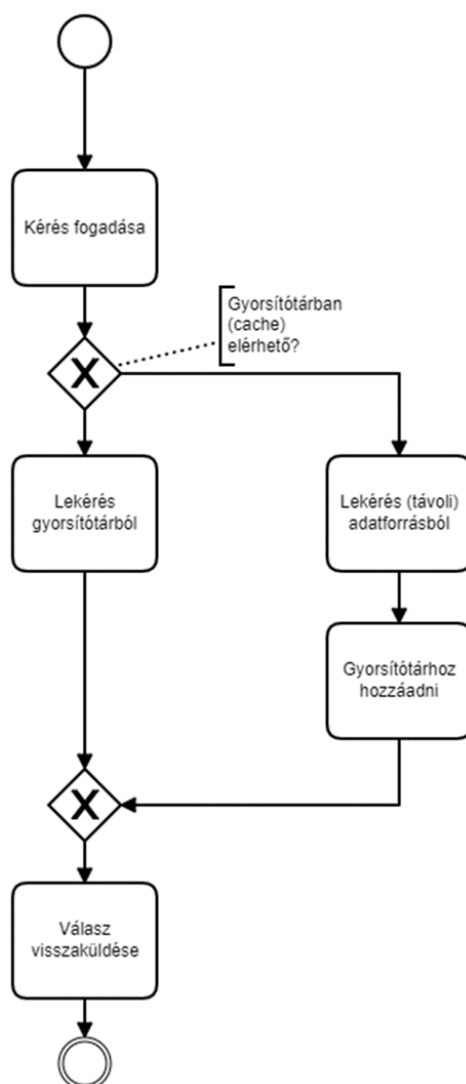 Kérés fogadása
Gyorsítótárban
(cache)
elérhető?
X
Lekérés
gyorsítótárból
Lekérés (távoli)
adatforrásból
Gyorsítótárhoz
hozzáadni
X
Válasz
visszaküldése